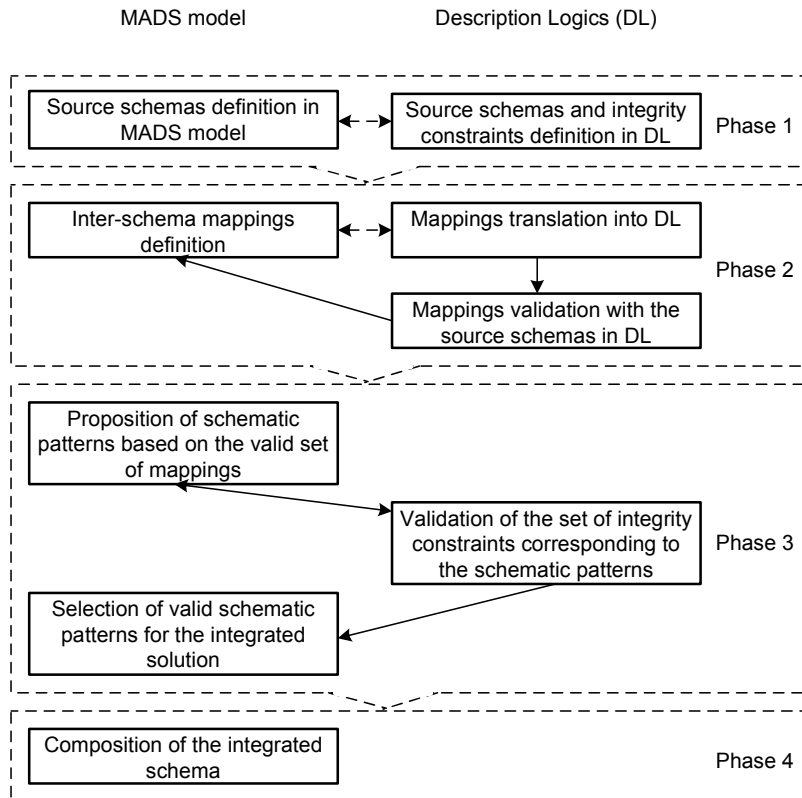 MADS model
Description Logics (DL)
Source schemas definition in
MADS model
Source schemas and integrity
constraints definition in DL
Phase 1
Inter-schema mappings
definition
Mappings translation into DL
Phase 2
Mappings validation with the
source schemas in DL
Proposition of schematic
patterns based on the valid set
of mappings
Validation of the set of integrity
constraints corresponding to
the schematic patterns
Phase 3
Selection of valid schematic
patterns for the integrated
solution
Composition of the integrated
schema
Phase 4